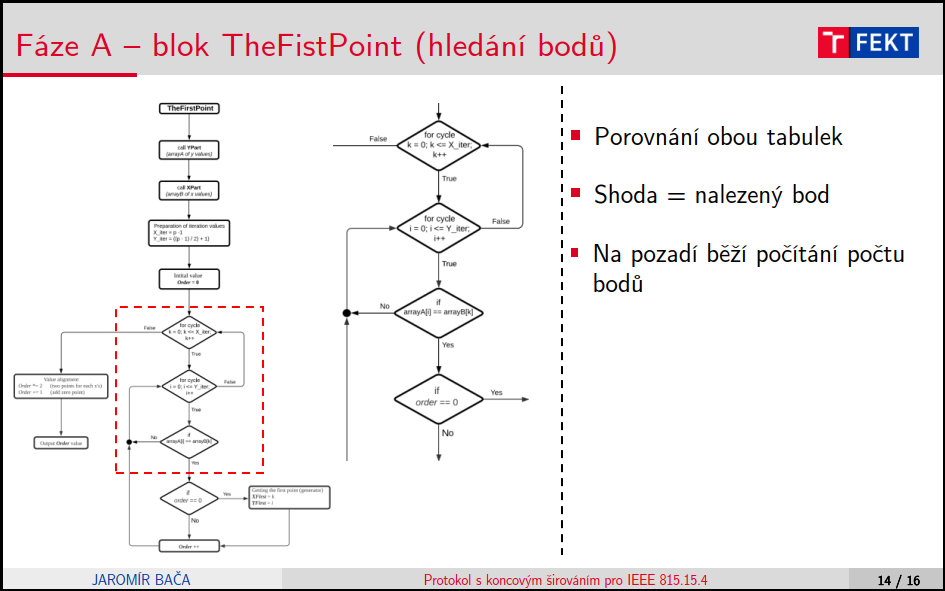 Fáze A – blok TheFistPoint (hledání bodů)
T FEKT
TheFirstPoint
call YPart
(arrayA of y values)
call XPart
(arrayB of x values)
Preparation of iteration values
X_iter = p -1
Y_iter = ((p - 1) / 2) + 1)
Initial value
Order = 0
for cycle
k = 0; k <= X_iter;
k++
False
True
for cycle
i = 0; i <= Y_iter;
i++
False
True
if
arrayA[i] == arrayB[k]
No
Yes
if
order == 0
Yes
No
Getting the first point (generator)
XFirst = k
YFirst = i
Order ++
Value alignment
Order *= 2 (two points for each x's)
Order += 1 (add zero point)
Output Order value
for cycle
k = 0; k <= X_iter;
k++
False
True
for cycle
i = 0; i <= Y_iter;
i++
False
True
if
arrayA[i] == arrayB[k]
No
Yes
if
order == 0
Yes
No
Porovnání obou tabulek
Shoda = nalezený bod
Na pozadí běží počítání počtu
bodů
JAROMÍR BAČA
Protokol s koncovým šírováním pro IEEE 815.15.4
14 / 16